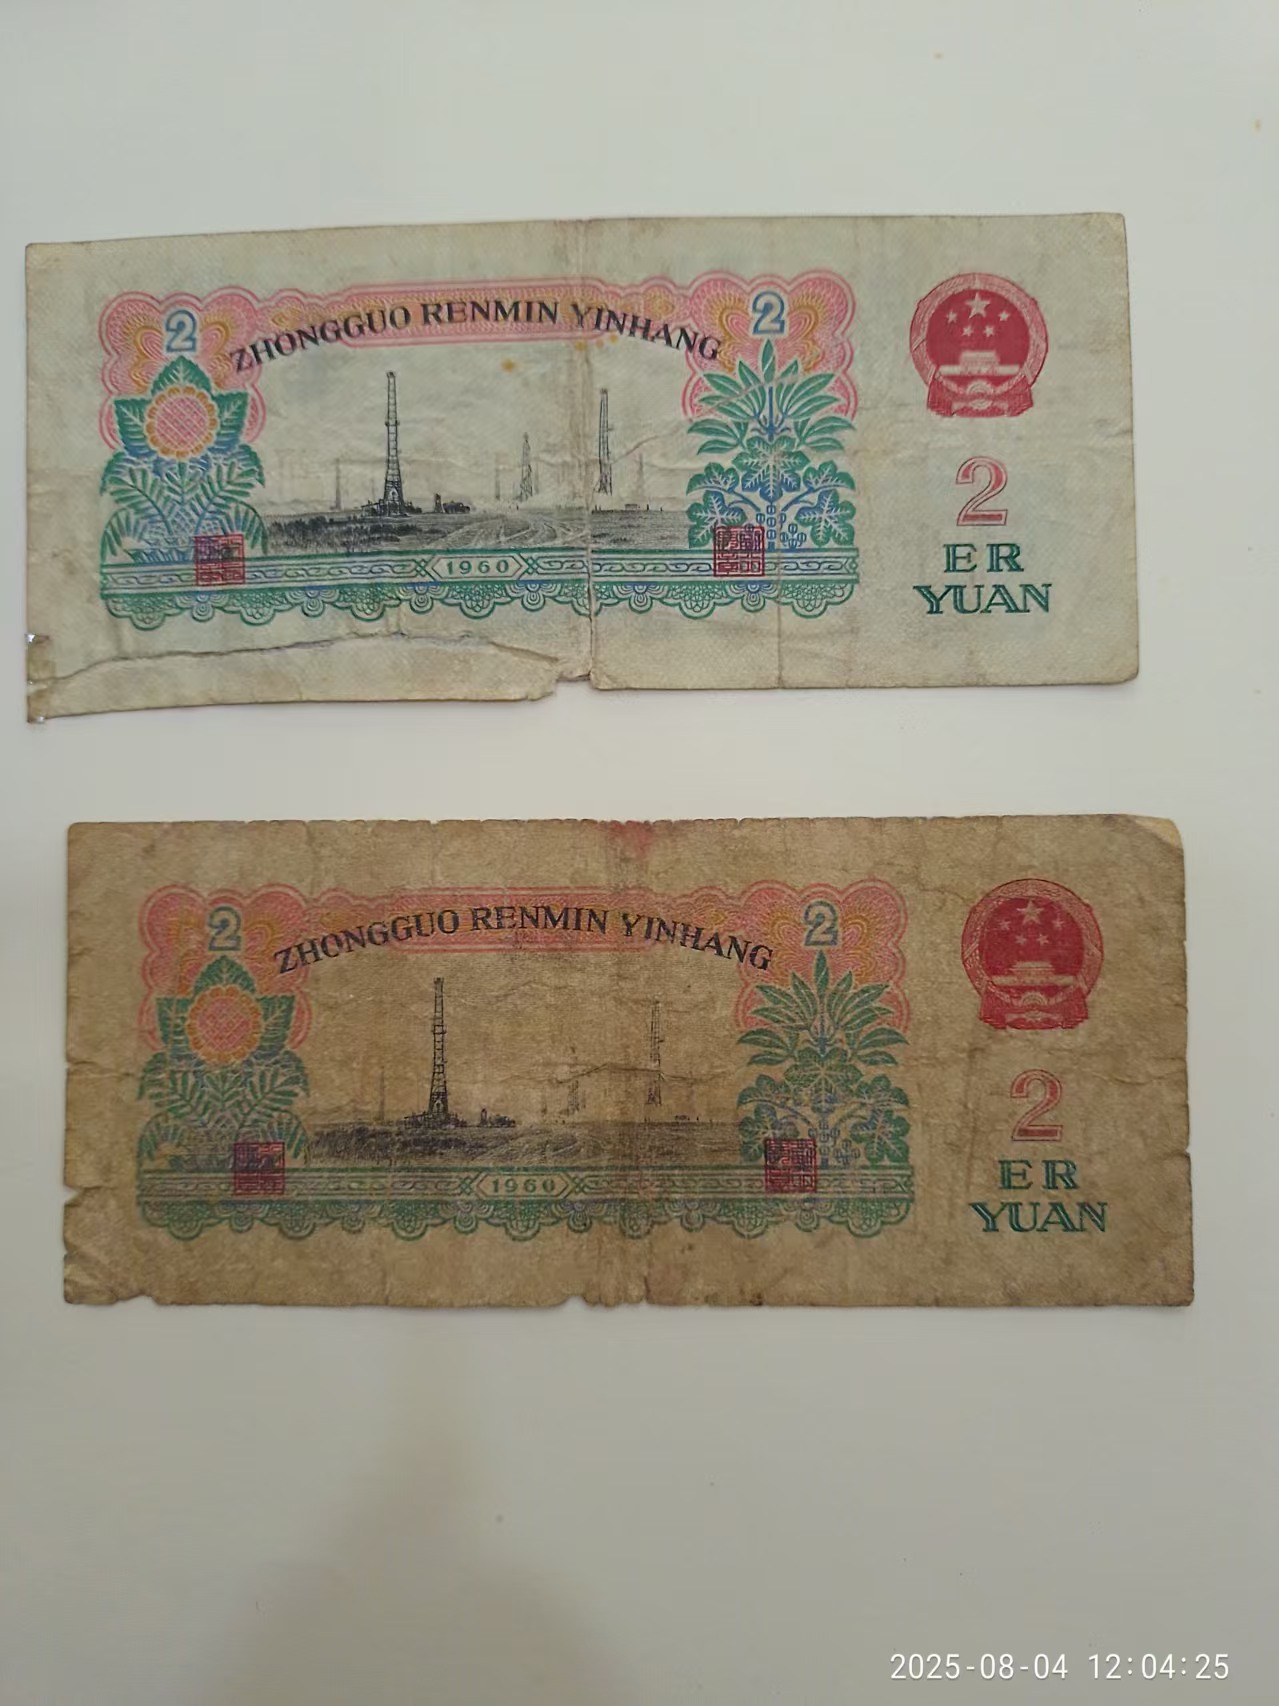 2 ZHONGGUO RENMIN YINHANG 2
2
ER
YUAN
1960
2 ZHONGGUO RENMIN YINHANG 2
2
ER
YUAN
1960
2025-08-04 12:04:25